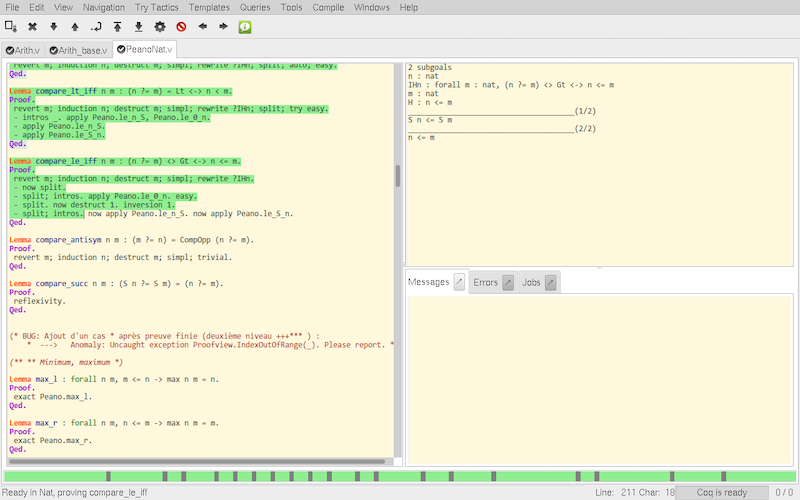 File Edit View Navigation Try Tactics Templates Queries Tools Compile Windows Help
Arith.v Arith_base.v PeanoNat.v
revert m; induction n; destruct m; simpl; rewrite ?IHn; split; auto; easy.
Qed.
Lemma compare_lt_iff n m : (n ?= m) = Lt <-> n < m.
Proof.
revert m; induction n; destruct m; simpl; rewrite ?IHn; split; try easy.
- intros _. apply Peano.le_n_S, Peano.le_0_n.
- apply Peano.le_n_S.
- apply Peano.le_S_n.
Qed.
Lemma compare_le_iff n m : (n ?= m) <> Gt <-> n <= m.
Proof.
revert m; induction n; destruct m; simpl; rewrite ?IHn.
- now split.
- split; intros. apply Peano.le_0_n. easy.
- split. now destruct 1. inversion 1.
- split; intros. now apply Peano.le_n_S. now apply Peano.le_S_n.
Qed.
Lemma compare_antisym n m : (m ?= n) = CompOpp (n ?= m).
Proof.
revert m; induction n; destruct m; simpl; trivial.
Qed.
Lemma compare_succ n m : (S n ?= S m) = (n ?= m).
Proof.
reflexivity.
Qed.
(* BUG: Ajout d'un cas * après preuve finie (deuxième niveau +++*** ) :
* ---> Anomaly: Uncaught exception Proofview.IndexOutOfRange(_). Please report. *
(** ** Minimum, maximum *)
Lemma max_l : forall n m, m <= n -> max n m = n.
Proof.
exact Peano.max_l.
Qed.
Lemma max_r : forall n m, n <= m -> max n m = m.
Proof.
exact Peano.max_r.
Qed.
2 subgoals
n : nat
IHn : forall m : nat, (n ?= m) <> Gt <-> n <= m
m : nat
H : n <= m
______________________________________(1/2)
S n <= S m
______________________________________(2/2)
n <= m
Messages Errors Jobs
Ready in Nat, proving compare_le_iff Line: 211 Char: 18 Coq is ready 0 / 0